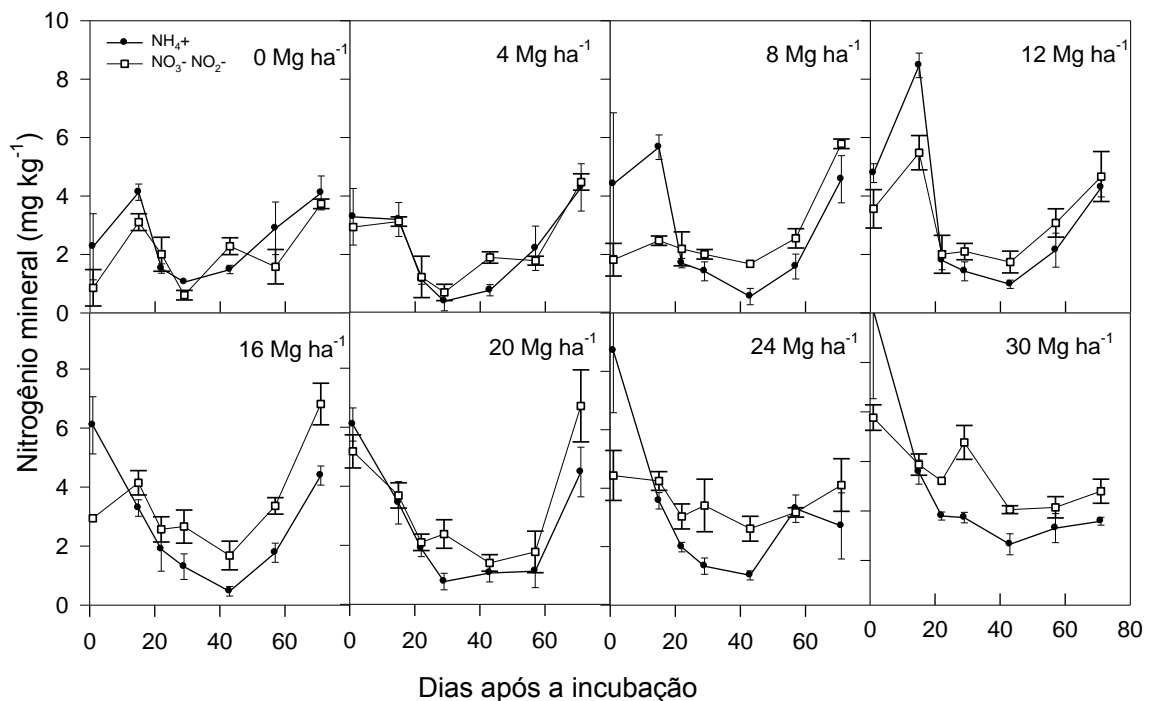 Nitrogênio mineral (mg kg⁻¹)
10
8
6
4
2
0
NH₄+
NO₃- NO₂-
0 Mg ha⁻¹
4 Mg ha⁻¹
8 Mg ha⁻¹
12 Mg ha⁻¹
16 Mg ha⁻¹
20 Mg ha⁻¹
24 Mg ha⁻¹
30 Mg ha⁻¹
8
6
4
2
0
0 20 40 60 0 20 40 60 0 20 40 60 0 20 40 60 80
Dias após a incubação